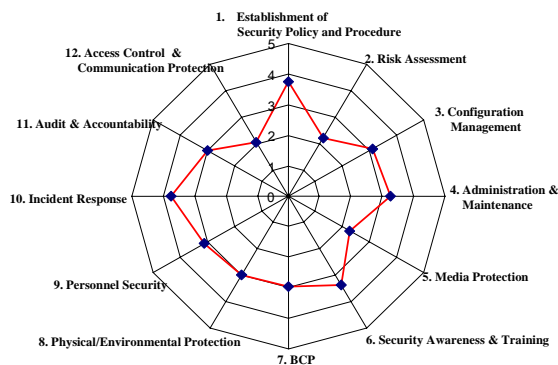 1. Establishment of
Security Policy and Procedure
2. Risk Assessment
3. Configuration
Management
4. Administration &
Maintenance
5. Media Protection
6. Security Awareness & Training
7. BCP
8. Physical/Environmental Protection
9. Personnel Security
10. Incident Response
11. Audit & Accountability
12. Access Control &
Communication Protection
5
4
3
2
1
0